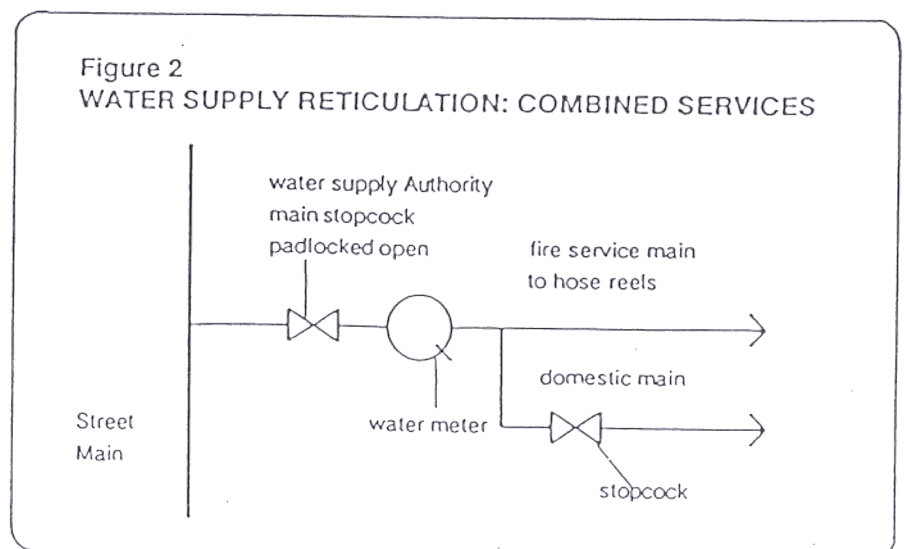 Figure 2
WATER SUPPLY RETICULATION: COMBINED SERVICES
water supply Authority
main stopcock
padlocked open
fire service main
to hose reels
domestic main
Street
Main
water meter
stopcock